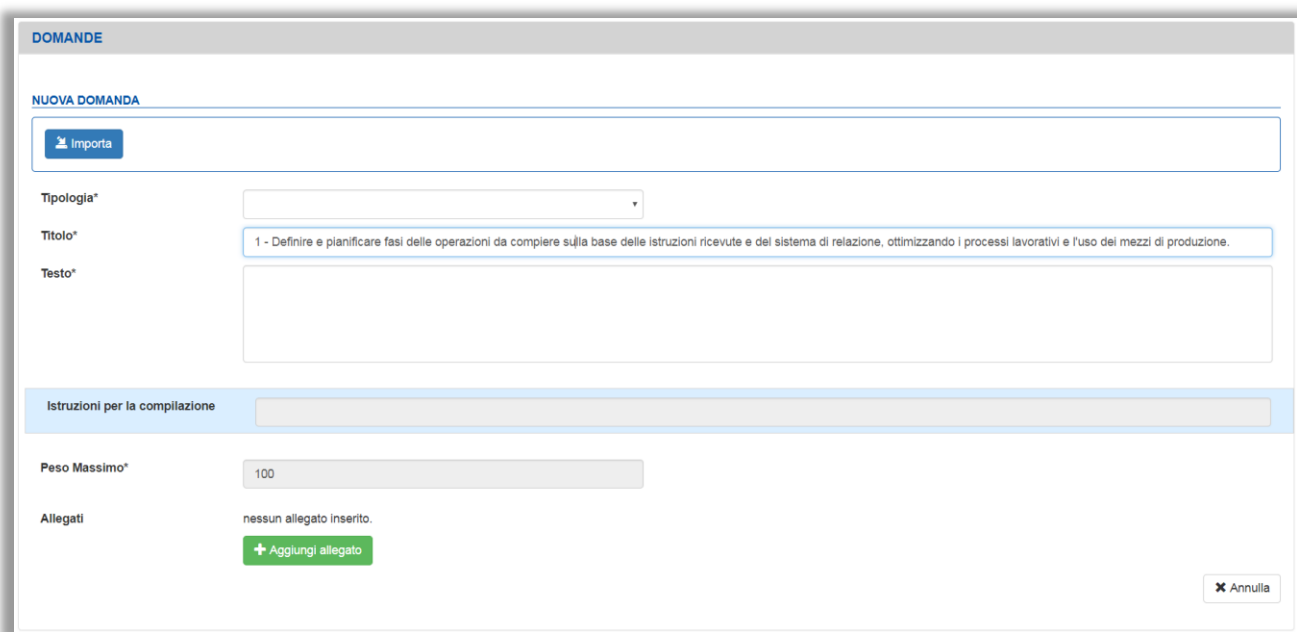 DOMANDE
NUOVA DOMANDA
Importa
Tipologia*
Titolo*
1 - Definire e pianificare fasi delle operazioni da compiere sulla base delle istruzioni ricevute e del sistema di relazione, ottimizzando i processi lavorativi e l'uso dei mezzi di produzione.
Testo*
Istruzioni per la compilazione
Peso Massimo*
100
Allegati
nessun allegato inserito.
Aggiungi allegato
Annulla